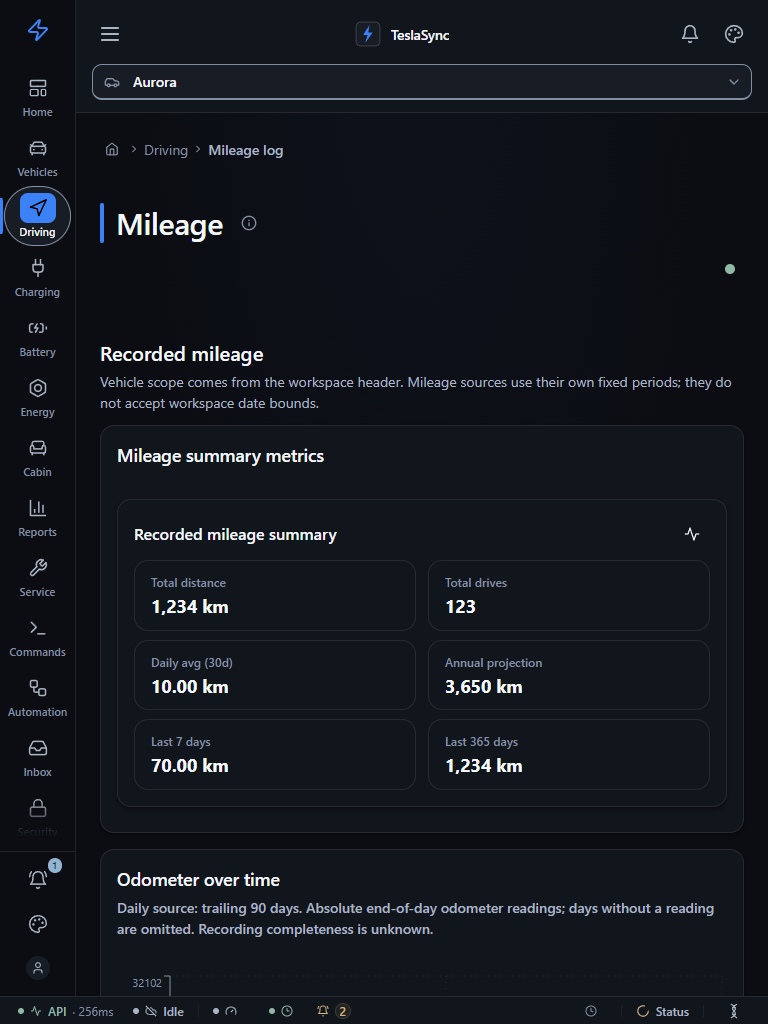 TeslaSync
Aurora
Home
Vehicles
Driving
Charging
Battery
Energy
Cabin
Reports
Service
Commands
Automation
Inbox
Security
1
Driving
Mileage log
Mileage
Recorded mileage
Vehicle scope comes from the workspace header. Mileage sources use their own fixed periods; they do
not accept workspace date bounds.
Mileage summary metrics
Recorded mileage summary
Total distance
1,234 km
Total drives
123
Daily avg (30d)
10.00 km
Annual projection
3,650 km
Last 7 days
70.00 km
Last 365 days
1,234 km
Odometer over time
Daily source: trailing 90 days. Absolute end-of-day odometer readings; days without a reading
are omitted. Recording completeness is unknown.
32102
API · 256ms
Idle
2
Status